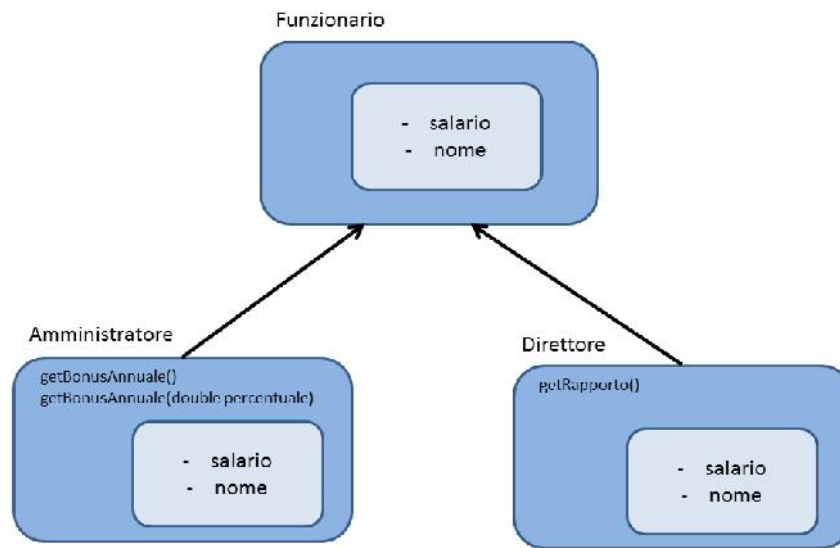 Funzionario
- salario
- nome
Amministratore
getBonusAnnuale()
getBonusAnnuale(double percentuale)
- salario
- nome
Direttore
getRapporto()
- salario
- nome